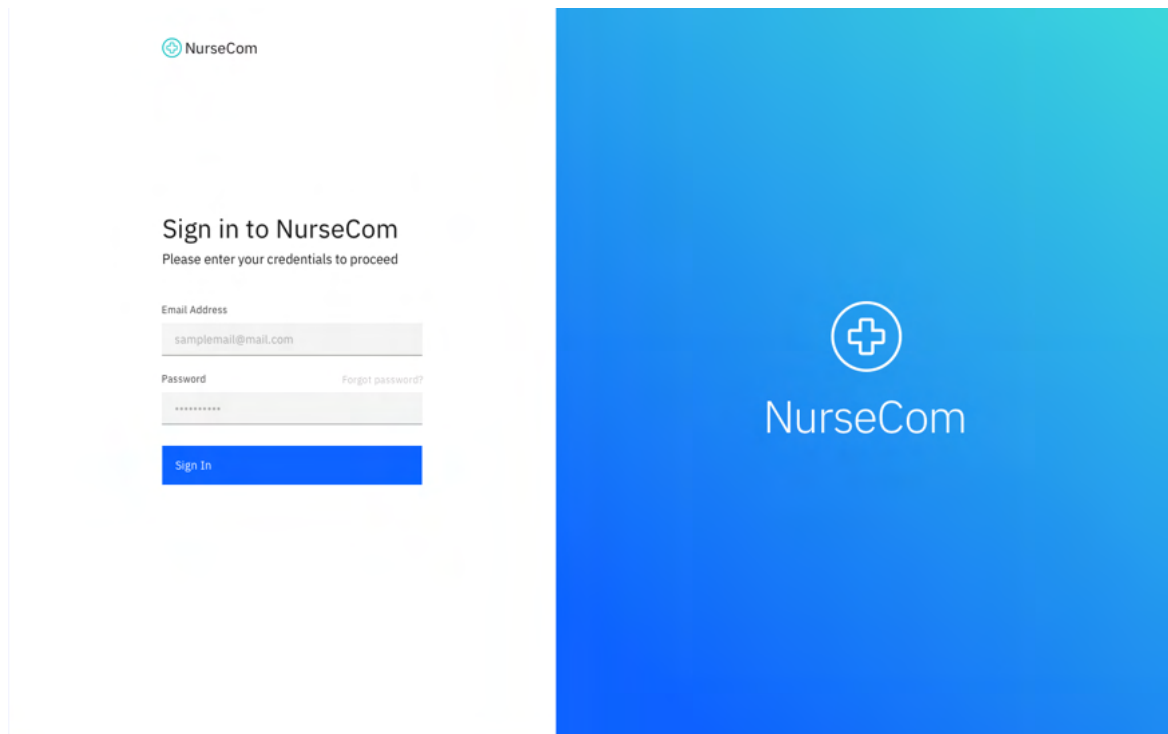 NurseCom
Sign in to NurseCom
Please enter your credentials to proceed
Email Address
samplemail@mail.com
Password Forgot password?
••••••••••
Sign In
NurseCom